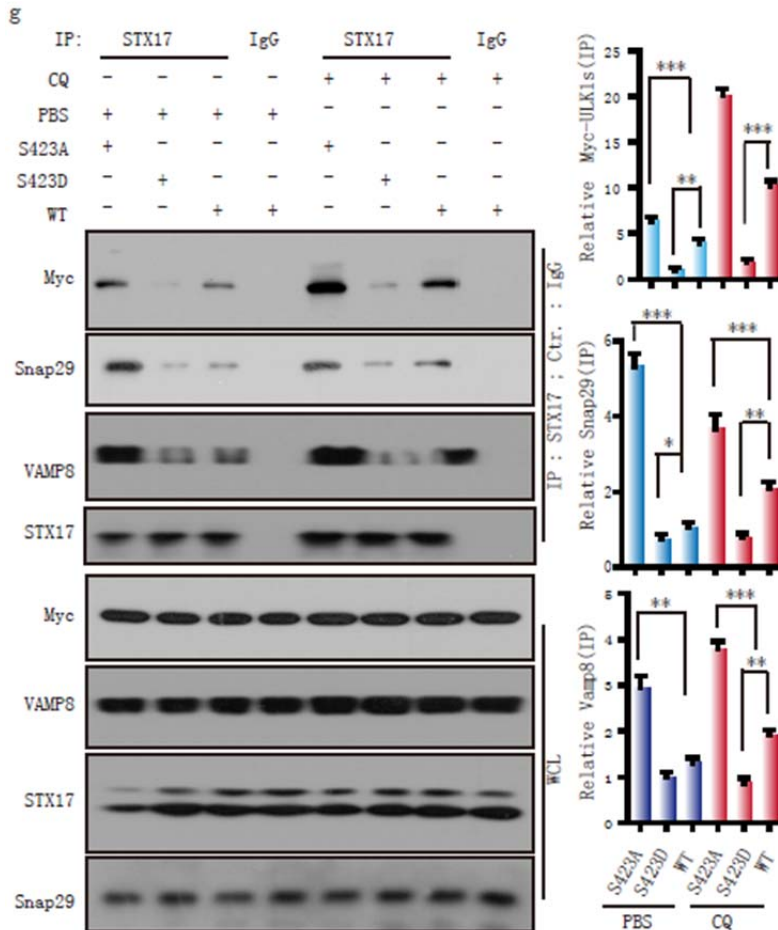 g
IP: STX17 IgG STX17 IgG
CQ － － － － + + + +
PBS + + + + － － － －
S423A + － － － + － － －
S423D － + － － － + － －
WT － － + + － － + +
Myc
Snap29
VAMP8
STX17
IP : STX17 ; Ctr. : IgG
Myc
VAMP8
STX17
Snap29
WCL
Relative Myc-ULK1s(IP)
25
20
15
10
5
0
*** ** ***
Relative Snap29(IP)
6
4
2
0
*** * *** **
Relative Vamp8(IP)
5
4
3
2
1
0
** *** **
S423A S423D WT S423A S423D WT
PBS CQ